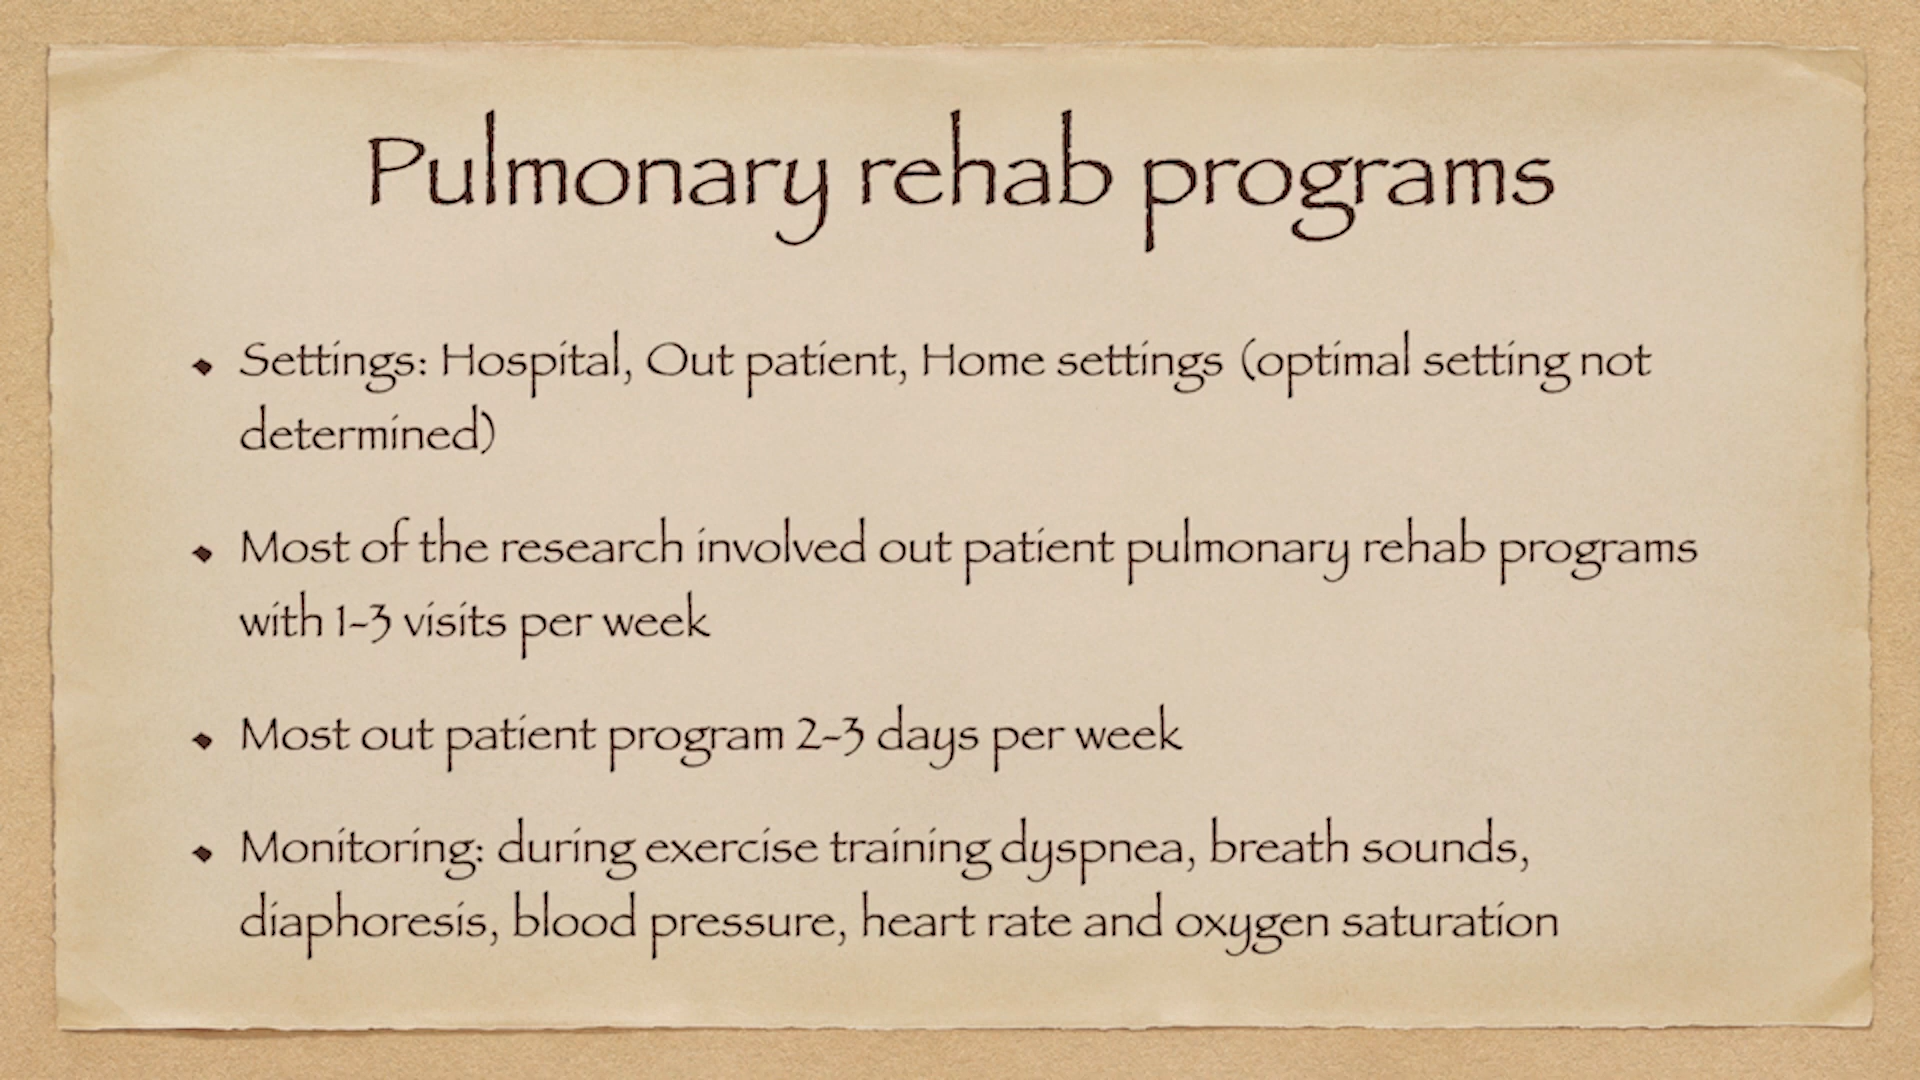 Pulmonary rehab programs
Settings: Hospital, Out patient, Home settings (optimal setting not
determined)
Most of the research involved out patient pulmonary rehab programs
with 1-3 visits per week
Most out patient program 2-3 days per week
Monitoring: during exercise training dyspnea, breath sounds,
diaphoresis, blood pressure, heart rate and oxygen saturation